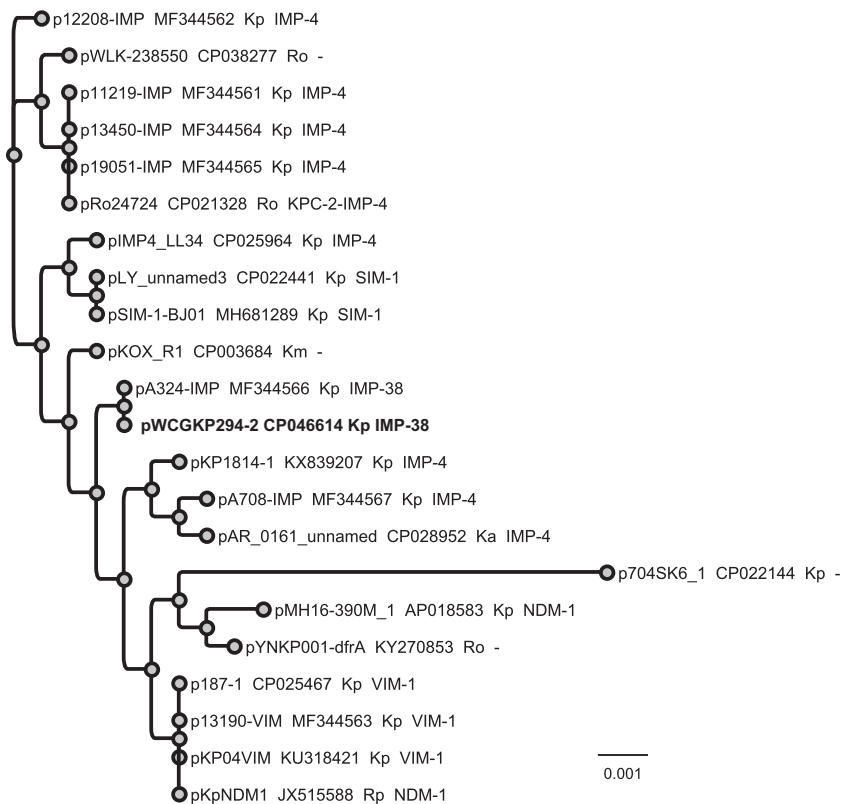 p12208-IMP MF344562 Kp IMP-4
pWLK-238550 CP038277 Ro -
p11219-IMP MF344561 Kp IMP-4
p13450-IMP MF344564 Kp IMP-4
p19051-IMP MF344565 Kp IMP-4
pRo24724 CP021328 Ro KPC-2-IMP-4
pIMP4_LL34 CP025964 Kp IMP-4
pLY_unnamed3 CP022441 Kp SIM-1
pSIM-1-BJ01 MH681289 Kp SIM-1
pKOX_R1 CP003684 Km -
pA324-IMP MF344566 Kp IMP-38
pWCGKP294-2 CP046614 Kp IMP-38
pKP1814-1 KX839207 Kp IMP-4
pA708-IMP MF344567 Kp IMP-4
pAR_0161_unnamed CP028952 Ka IMP-4
p704SK6_1 CP022144 Kp -
pMH16-390M_1 AP018583 Kp NDM-1
pYNKP001-dfrA KY270853 Ro -
p187-1 CP025467 Kp VIM-1
p13190-VIM MF344563 Kp VIM-1
pKP04VIM KU318421 Kp VIM-1
pKpNDM1 JX515588 Rp NDM-1
0.001